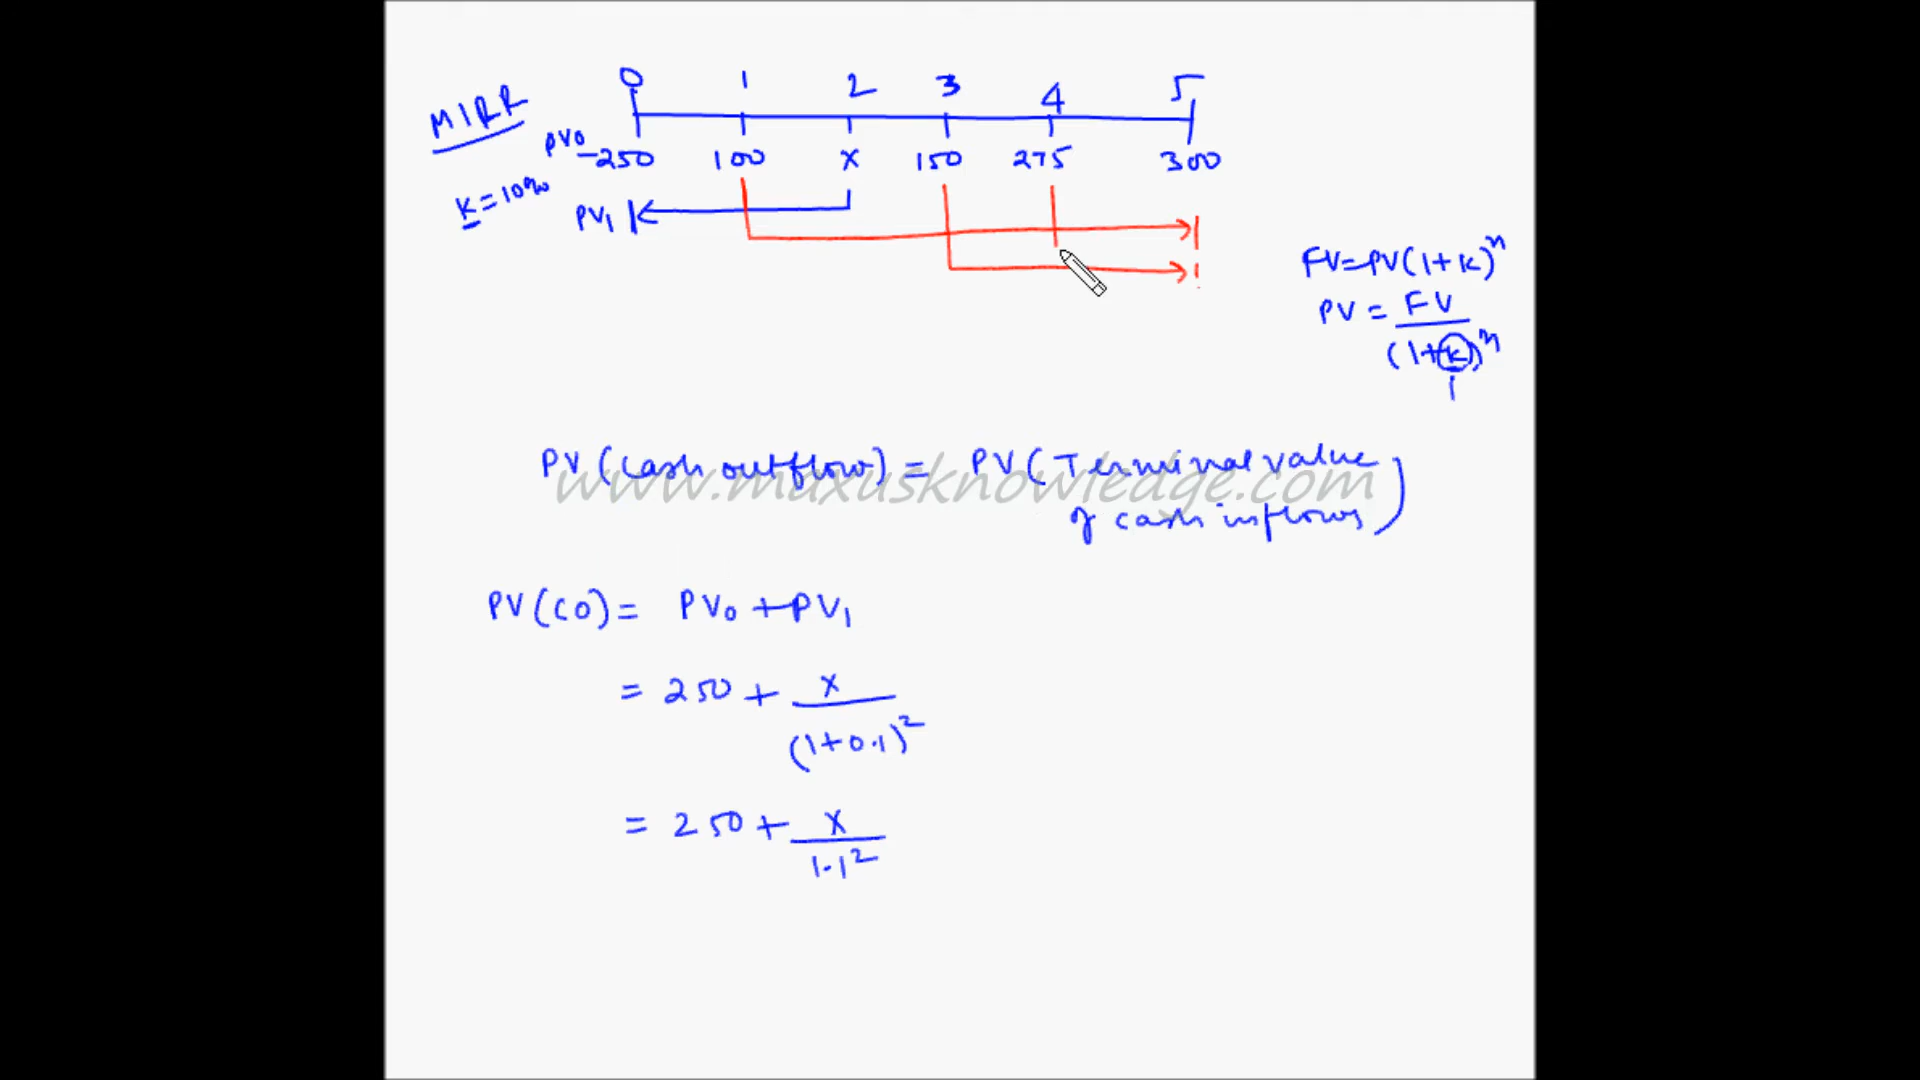 0 1 2 3 4 5
MIRR
PV₀ -250 100 x 150 275 300
k = 10%
PV₁
FV = PV(1+k)ⁿ
PV = FV
(1+k)ⁿ
i
PV (cash outflow) = PV (Terminal value
of cash inflows)
www.maxusknowledge.com
PV(CO) = PV₀ + PV₁
= 250 + x
(1+0.1)²
= 250 + x
1.1²